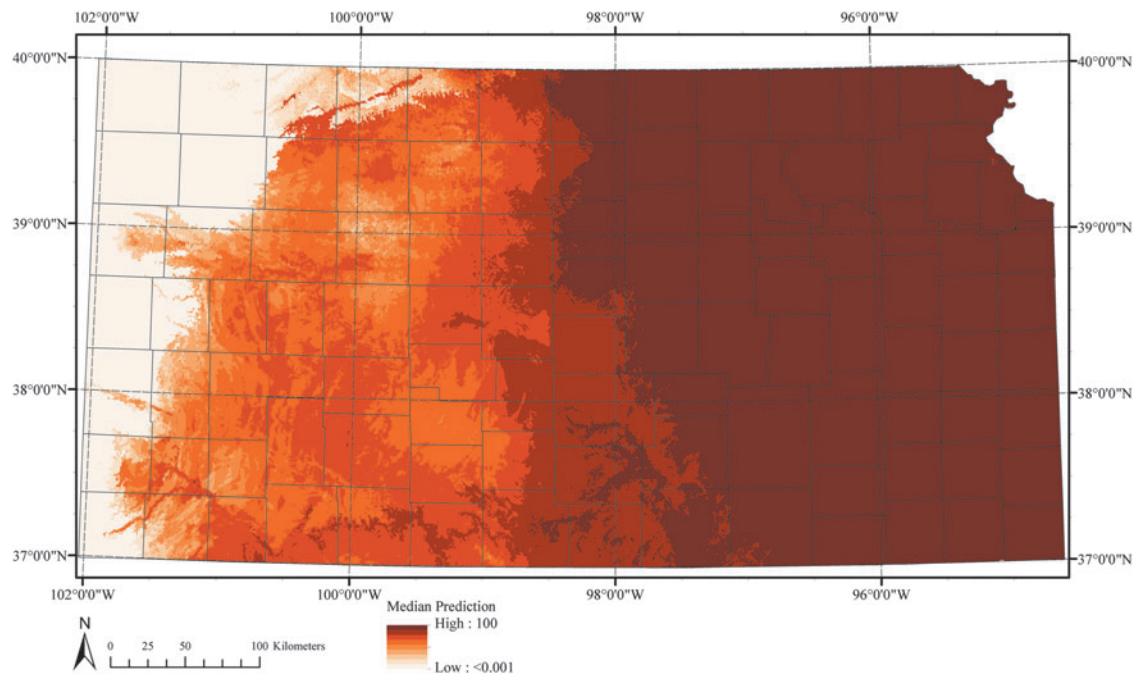 102°0'0"W 100°0'0"W 98°0'0"W 96°0'0"W
40°0'0"N 40°0'0"N
39°0'0"N 39°0'0"N
38°0'0"N 38°0'0"N
37°0'0"N 37°0'0"N
102°0'0"W 100°0'0"W 98°0'0"W 96°0'0"W
Median Prediction
N
High : 100
0 25 50 100 Kilometers
Low : <0.001